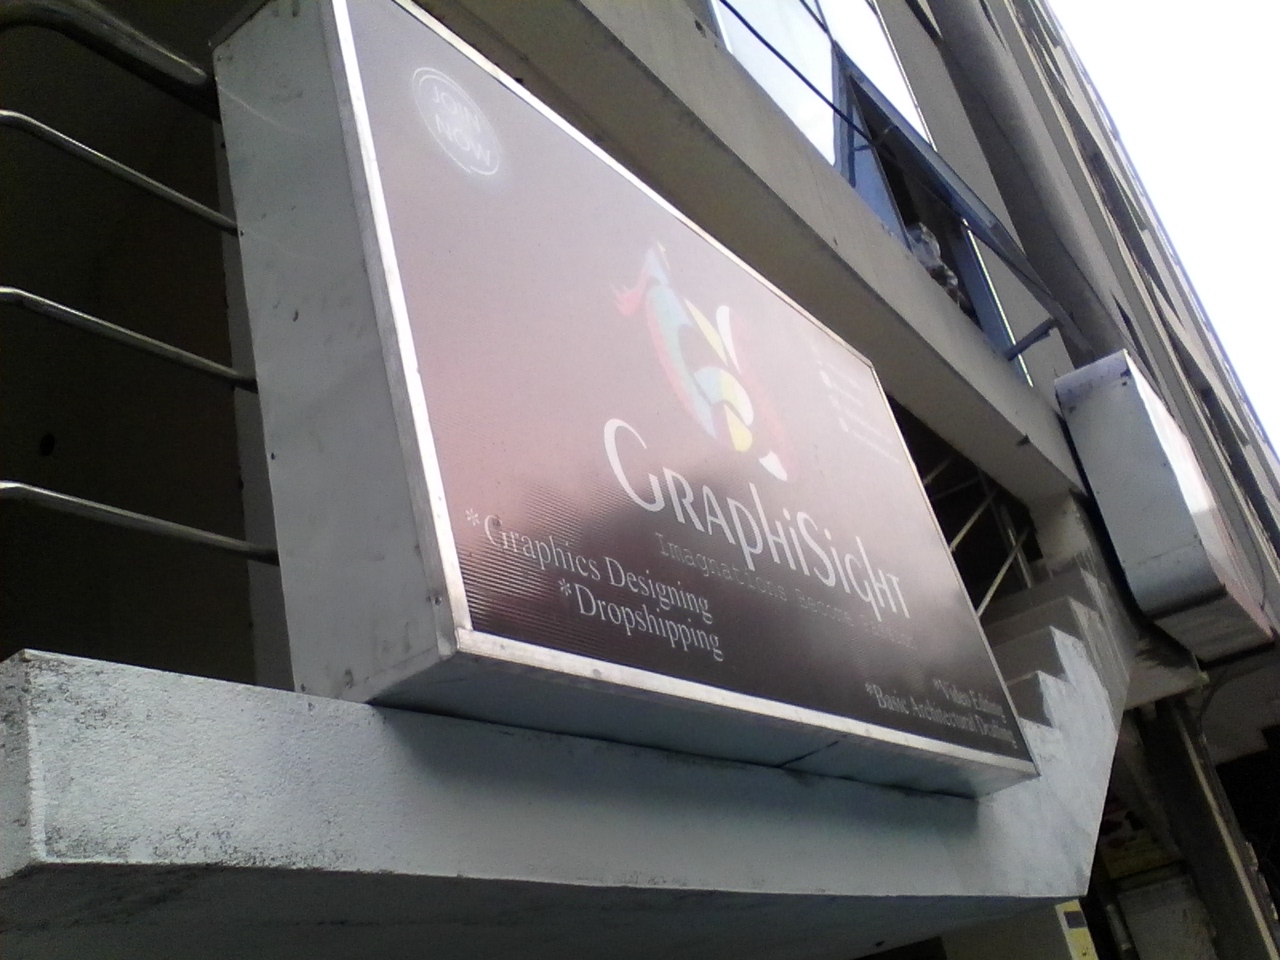 JOIN
NOW
GRAPHISIGHT
*Graphics Designing
*Dropshipping
*Video Editing
*Basic Architectural Drafting